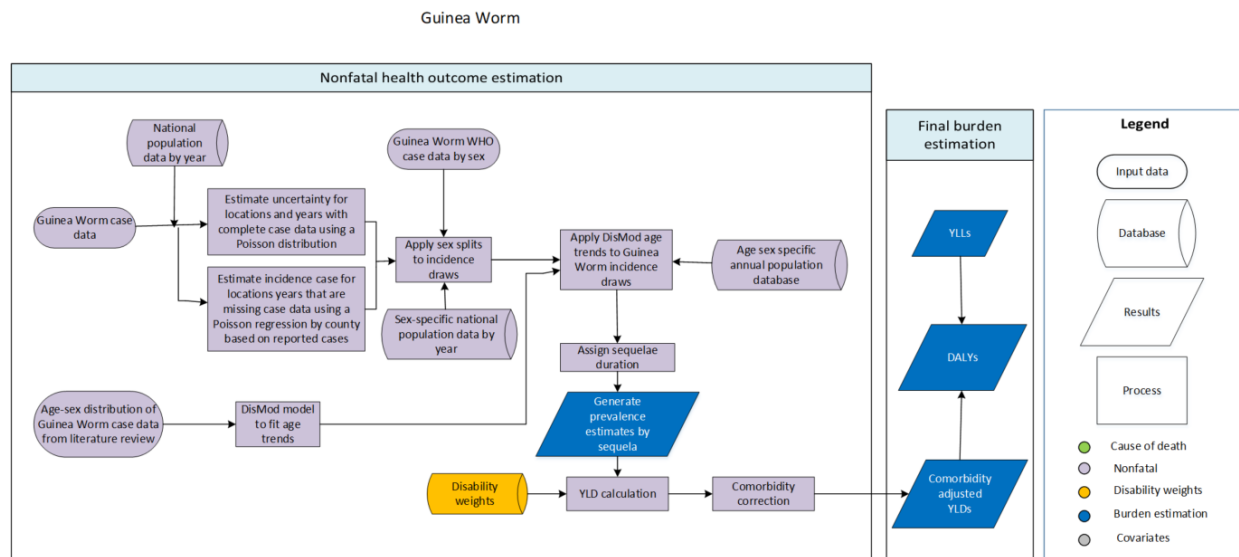 Guinea Worm
Nonfatal health outcome estimation
National
population
data by year
Guinea Worm WHO
case data by sex
Guinea Worm case
data
Estimate uncertainty for
locations and years with
complete case data using a
Poisson distribution
Estimate incidence case for
locations years that are
missing case data using a
Poisson regression by county
based on reported cases
Apply sex splits
to incidence
draws
Sex-specific national
population data by
year
Apply DisMod age
trends to Guinea
Worm incidence
draws
Age sex specific
annual population
database
Assign sequelae
duration
Age-sex distribution of
Guinea Worm case data
from literature review
DisMod model
to fit age
trends
Generate
prevalence
estimates by
sequela
Disability
weights
YLD calculation
Comorbidity
correction
Final burden
estimation
YLLs
DALYs
Comorbidity
adjusted
YLDs
Legend
Input data
Database
Results
Process
Cause of death
Nonfatal
Disability weights
Burden estimation
Covariates